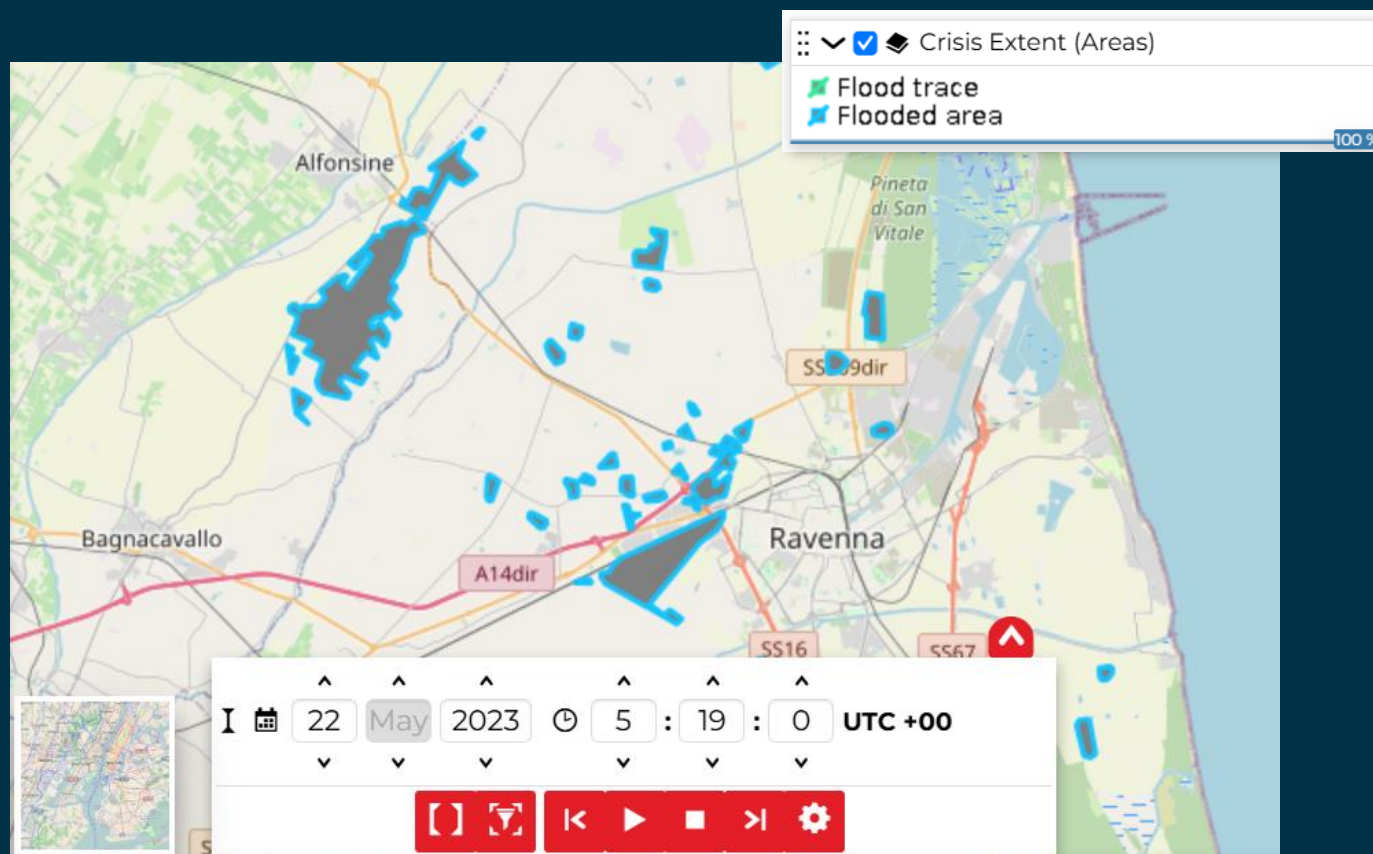 Crisis Extent (Areas)
Flood trace
Flooded area
100 %
Alfonsine
Pineta
di San
Vitale
9dir
Bagnacavallo
Ravenna
A14dir
SS16
SS67
22 May 2023 5 : 19 : 0 UTC +00